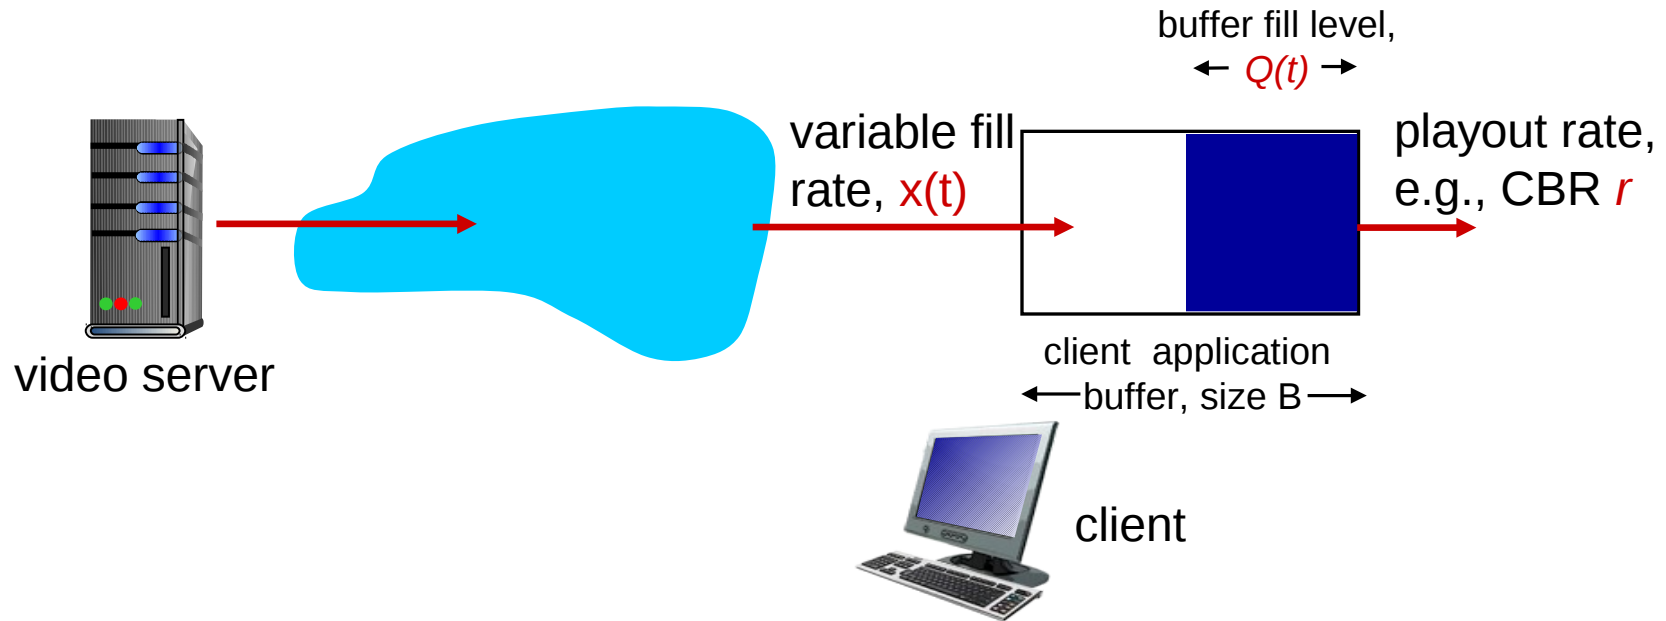 buffer fill level,
Q(t)
variable fill
rate, x(t)
playout rate,
e.g., CBR r
video server
client application
buffer, size B
client